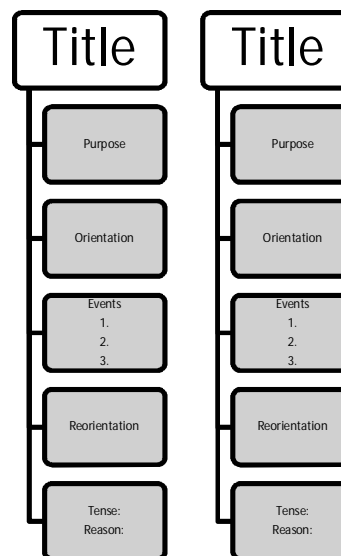 Title
Purpose
Orientation
Events
1.
2.
3.
Reorientation
Tense:
Reason:
Title
Purpose
Orientation
Events
1.
2.
3.
Reorientation
Tense:
Reason: